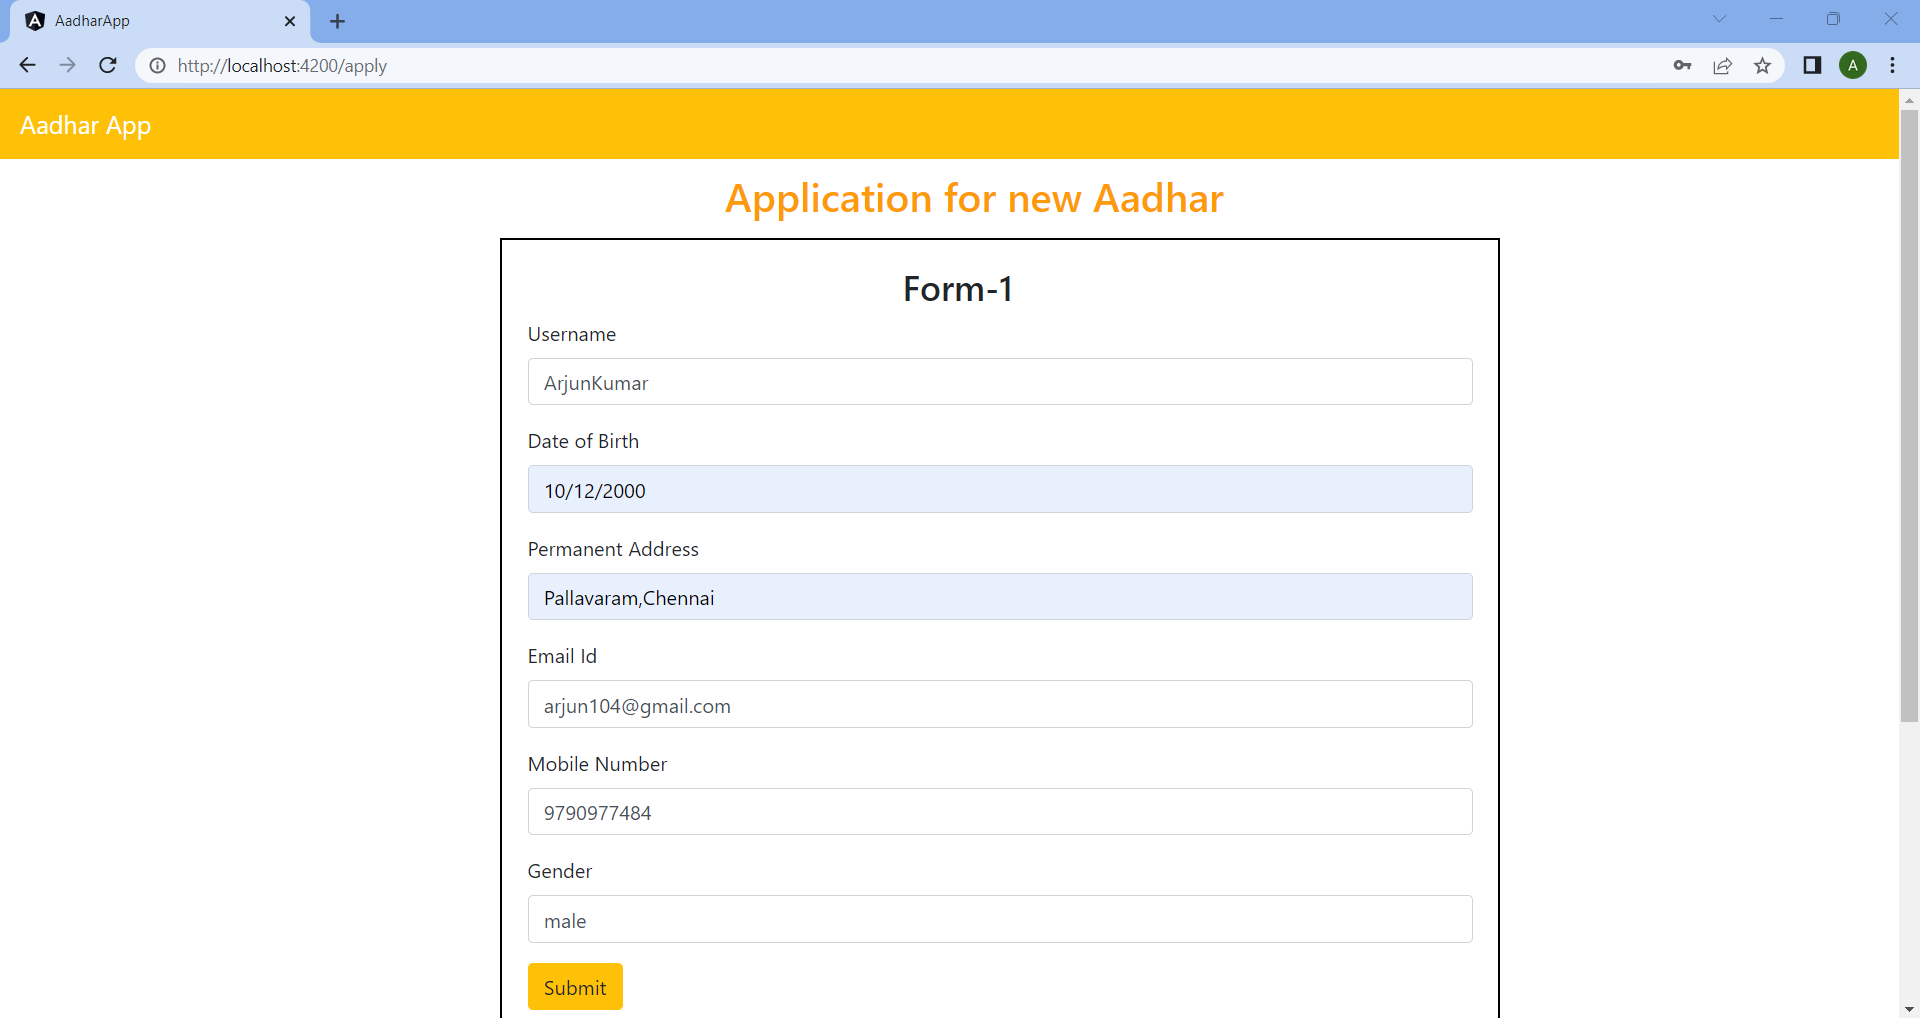 AadharApp
http://localhost:4200/apply
A
Aadhar App
Application for new Aadhar
Form-1
Username
ArjunKumar
Date of Birth
10/12/2000
Permanent Address
Pallavaram,Chennai
Email Id
arjun104@gmail.com
Mobile Number
9790977484
Gender
male
Submit